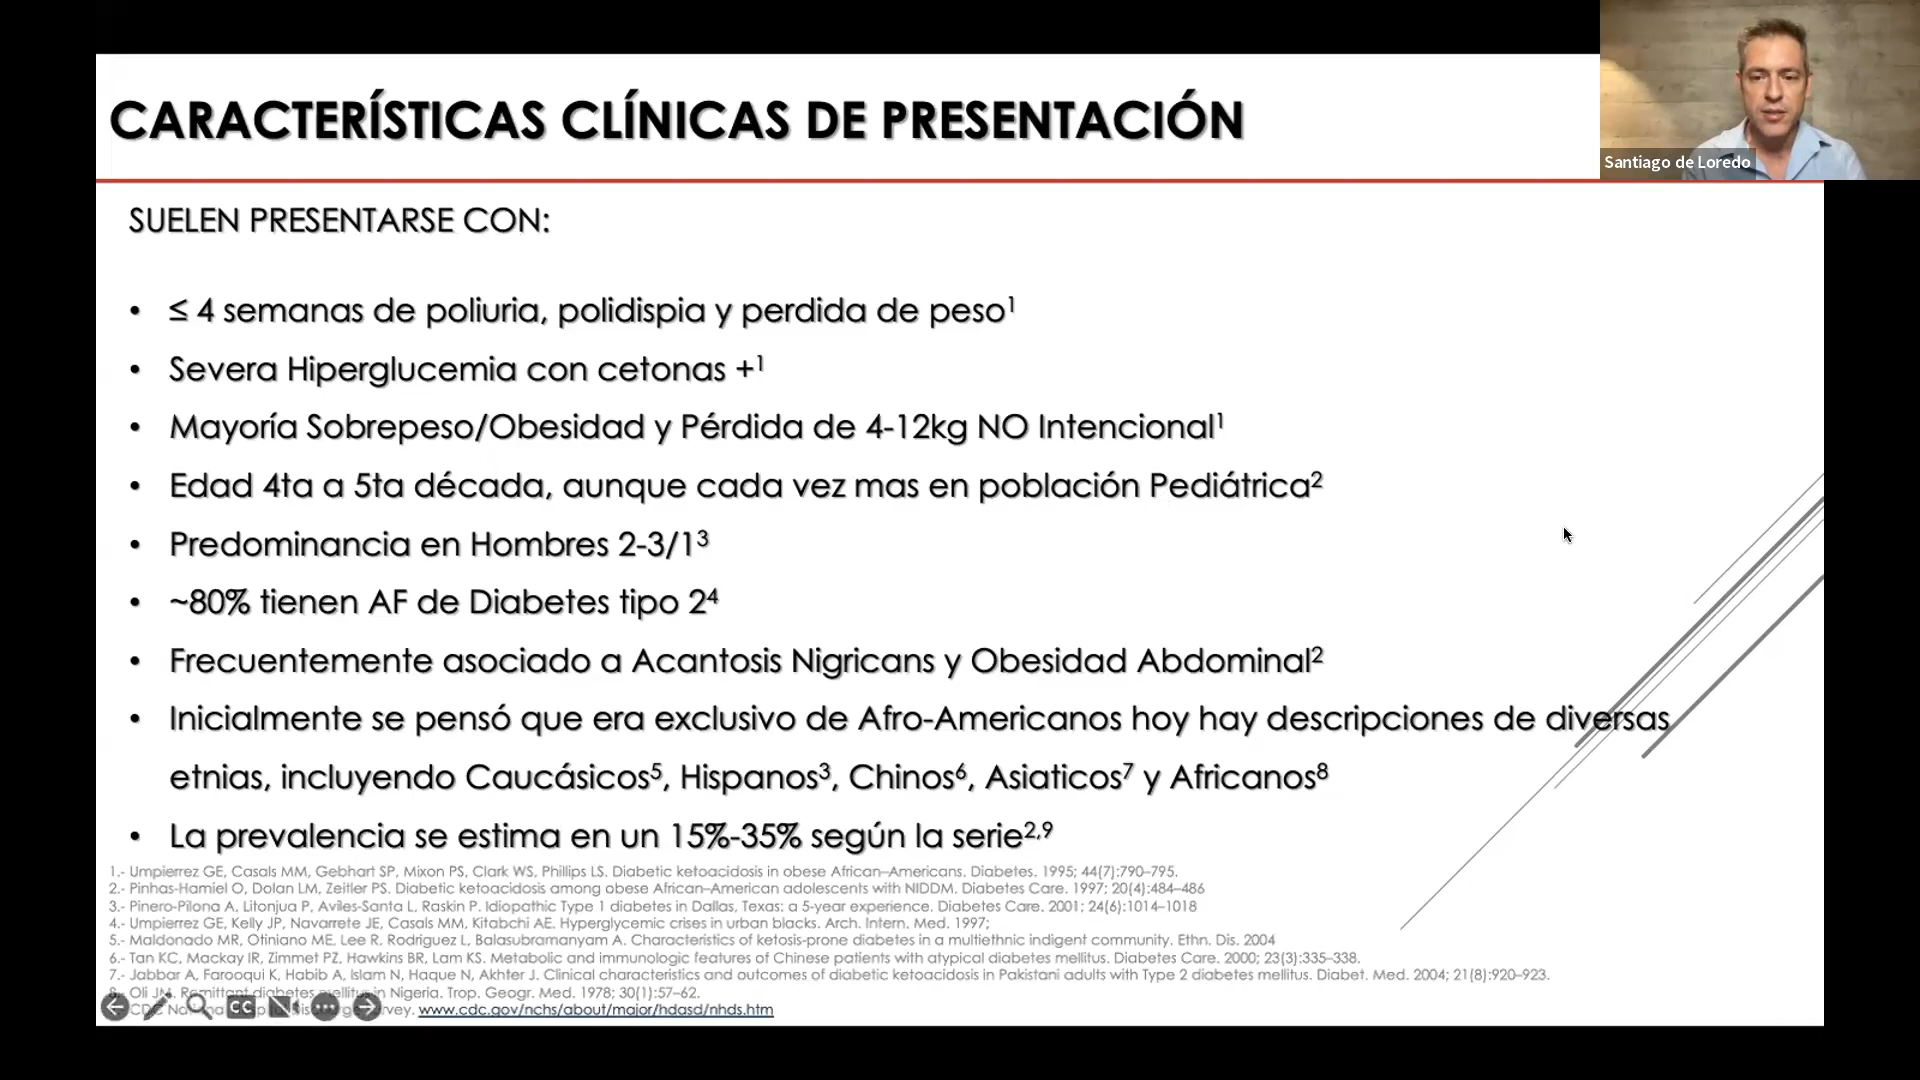 CARACTERÍSTICAS CLÍNICAS DE PRESENTACIÓN
Santiago de Loredo
SUELEN PRESENTARSE CON:
• ≤ 4 semanas de poliuria, polidispia y perdida de peso1
• Severa Hiperglucemia con cetonas +1
• Mayoría Sobrepeso/Obesidad y Pérdida de 4-12kg NO Intencional1
• Edad 4ta a 5ta década, aunque cada vez mas en población Pediátrica2
• Predominancia en Hombres 2-3/13
• ~80% tienen AF de Diabetes tipo 24
• Frecuentemente asociado a Acantosis Nigricans y Obesidad Abdominal2
• Inicialmente se pensó que era exclusivo de Afro-Americanos hoy hay descripciones de diversas
etnias, incluyendo Caucásicos5, Hispanos3, Chinos6, Asiaticos7 y Africanos8
• La prevalencia se estima en un 15%-35% según la serie2,9
1.- Umpierrez GE, Casals MM, Gebhart SP, Mixon PS, Clark WS, Phillips LS. Diabetic ketoacidosis in obese African–Americans. Diabetes. 1995; 44(7):790–795.
2.- Pinhas-Hamiel O, Dolan LM, Zeitler PS. Diabetic ketoacidosis among obese African–American adolescents with NIDDM. Diabetes Care. 1997; 20(4):484–486
3.- Pinero-Pilona A, Litonjua P, Aviles-Santa L, Raskin P. Idiopathic Type 1 diabetes in Dallas, Texas: a 5-year experience. Diabetes Care. 2001; 24(6):1014–1018
4.- Umpierrez GE, Kelly JP, Navarrete JE, Casals MM, Kitabchi AE. Hyperglycemic crises in urban blacks. Arch. Intern. Med. 1997;
5.- Maldonado MR, Otiniano ME, Lee R, Rodriguez L, Balasubramanyam A. Characteristics of ketosis-prone diabetes in a multiethnic indigent community. Ethn. Dis. 2004
6.- Tan KC, Mackay IR, Zimmet PZ, Hawkins BR, Lam KS. Metabolic and immunologic features of Chinese patients with atypical diabetes mellitus. Diabetes Care. 2000; 23(3):335–338.
7.- Jabbar A, Farooqui K, Habib A, Islam N, Haque N, Akhter J. Clinical characteristics and outcomes of diabetic ketoacidosis in Pakistani adults with Type 2 diabetes mellitus. Diabet. Med. 2004; 21(8):920–923.
8.- Oli JM. Remittant diabetes mellitus in Nigeria. Trop. Geogr. Med. 1978; 30(1):57–62.
CDC www.cdc.gov/nchs/about/major/hdasd/nhds.htm
CC